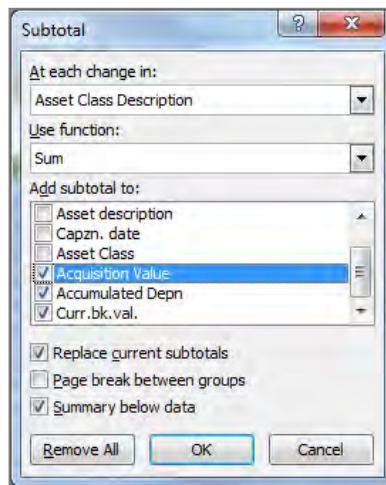 Subtotal
At each change in:
Asset Class Description
Use function:
Sum
Add subtotal to:
Asset description
Capzn. date
Asset Class
Acquisition Value
Accumulated Depn
Curr.bk.val.
Replace current subtotals
Page break between groups
Summary below data
Remove All OK Cancel